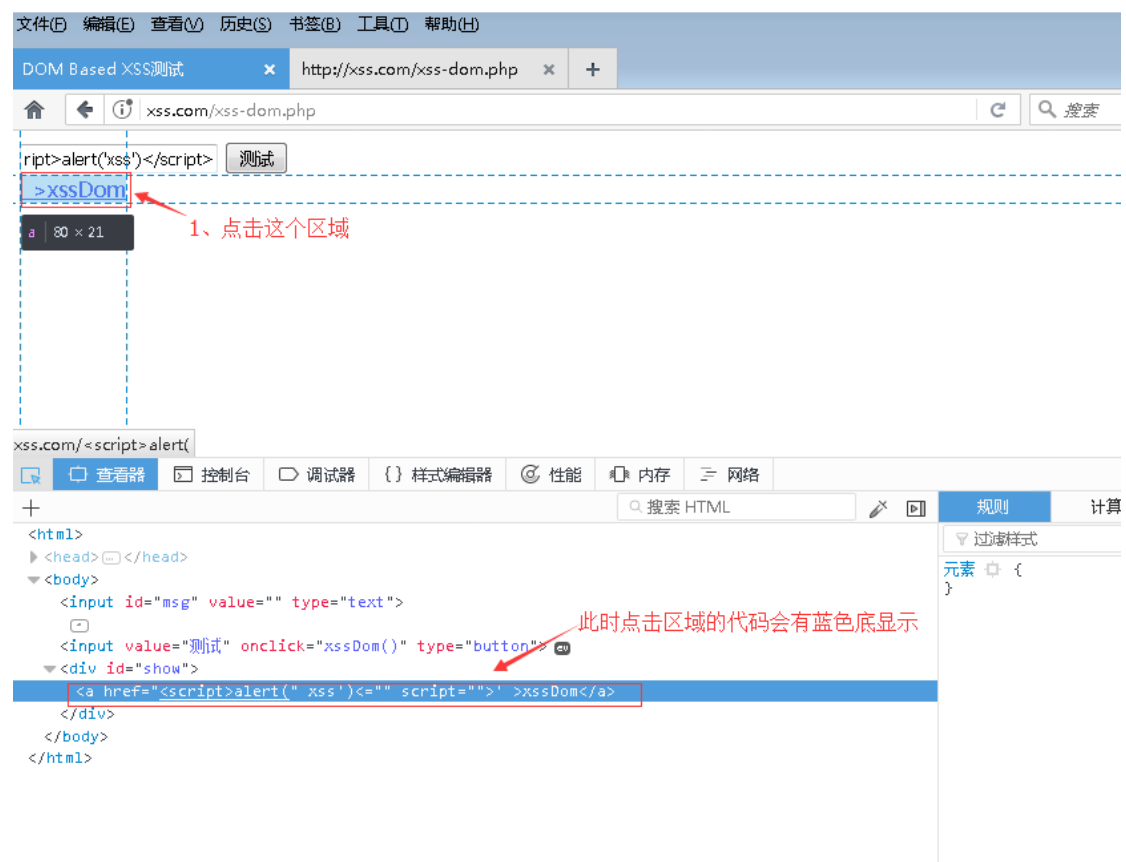 文件(F) 编辑(E) 查看(V) 历史(S) 书签(B) 工具(T) 帮助(H)
DOM Based XSS测试 × http://xss.com/xss-dom.php × +
xss.com/xss-dom.php 搜索
ript>alert('xss')</script> 测试
' >xssDom
a 80 × 21
1、点击这个区域
xss.com/<script>alert(
查看器 控制台 调试器 {} 样式编辑器 性能 内存 网络
+ 搜索 HTML 规则 计算
<html> 过滤样式
<head>…</head> 元素 {
<body> }
<input id="msg" value="" type="text">
此时点击区域的代码会有蓝色底显示
<input value="测试" onclick="xssDom()" type="button"> ev
<div id="show">
<a href="<script>alert(" xss')<="" script="">' >xssDom</a>
</div>
</body>
</html>